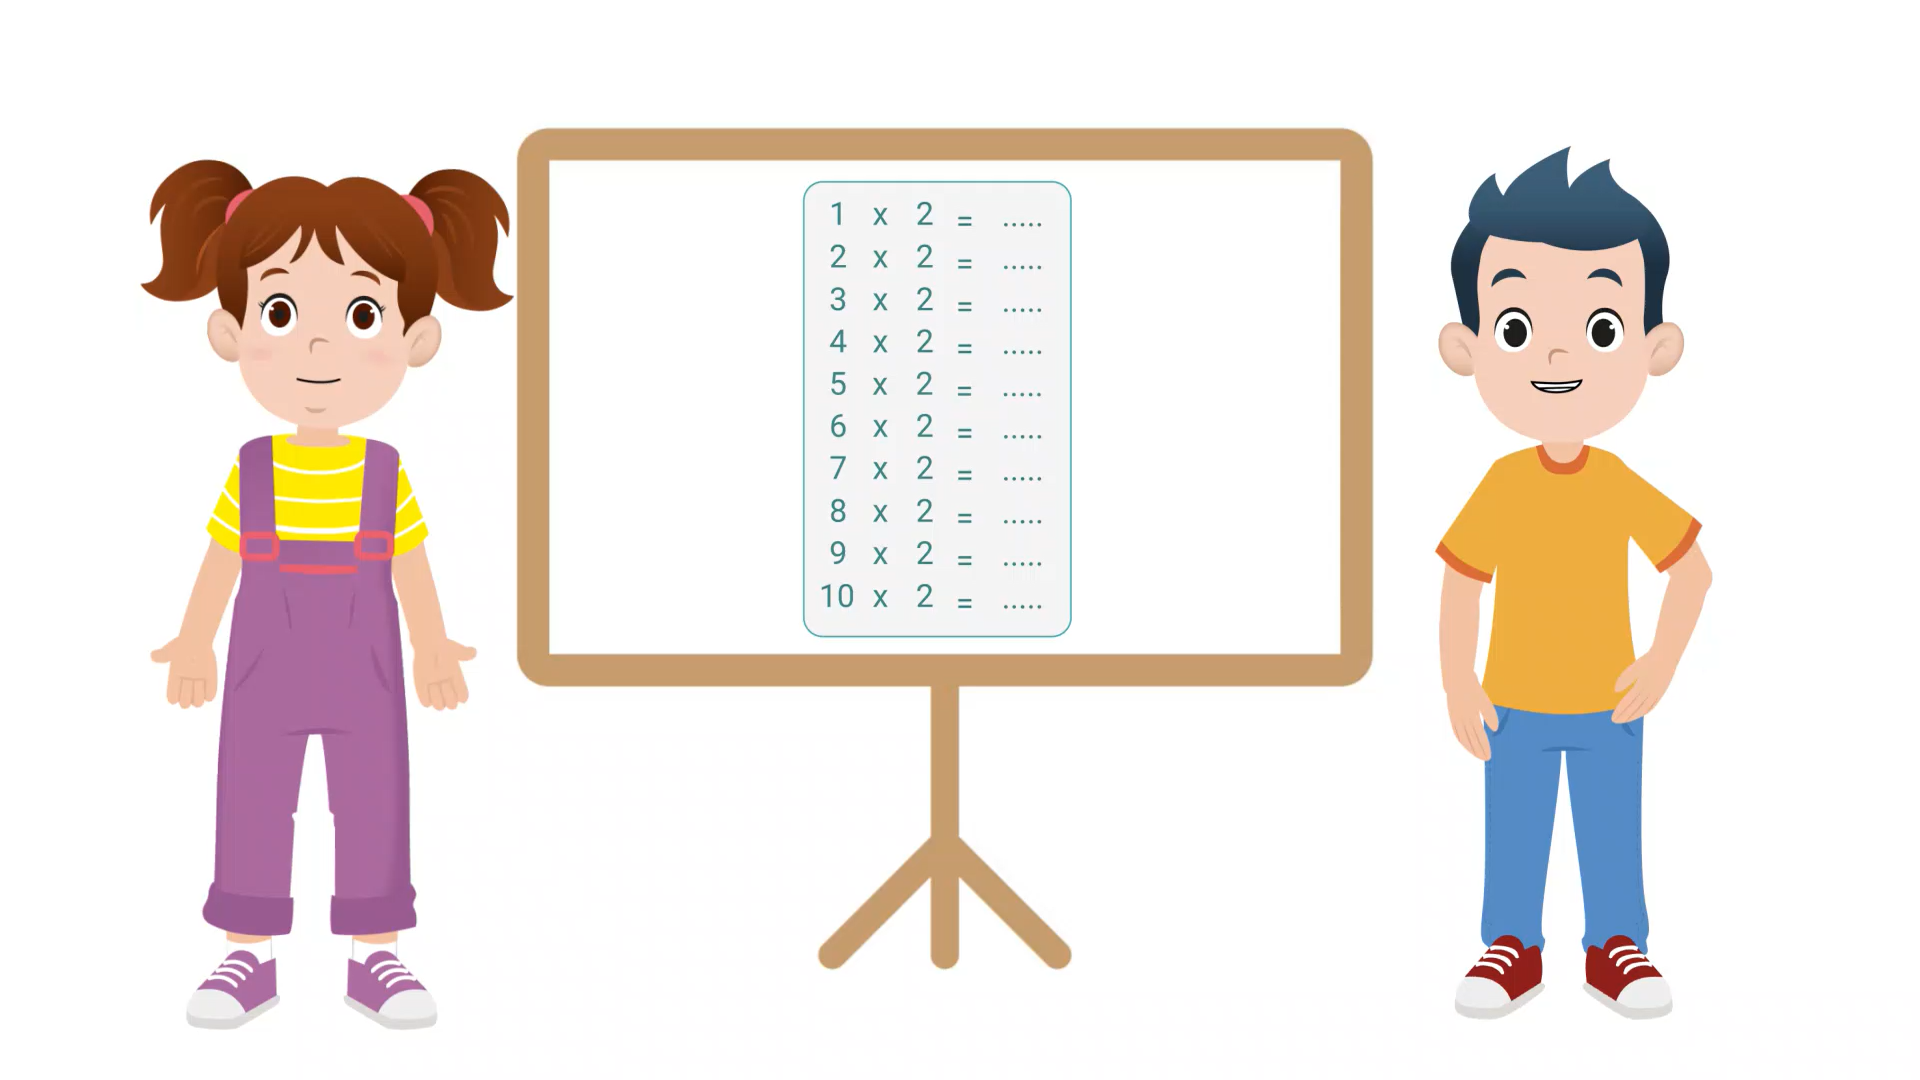 1 x 2 = .....
2 x 2 = .....
3 x 2 = .....
4 x 2 = .....
5 x 2 = .....
6 x 2 = .....
7 x 2 = .....
8 x 2 = .....
9 x 2 = .....
10 x 2 = .....